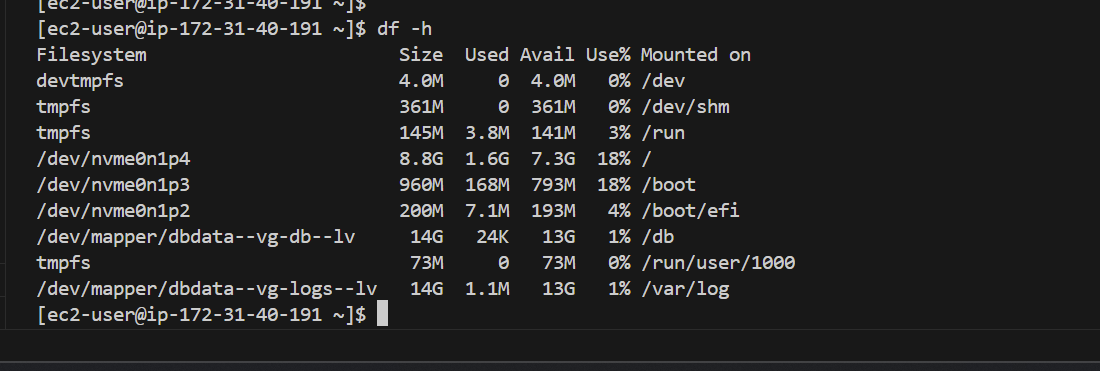 [ec2-user@ip-172-31-40-191 ~]$
[ec2-user@ip-172-31-40-191 ~]$ df -h
Filesystem                         Size  Used Avail Use% Mounted on
devtmpfs                           4.0M     0  4.0M   0% /dev
tmpfs                              361M     0  361M   0% /dev/shm
tmpfs                              145M  3.8M  141M   3% /run
/dev/nvme0n1p4                     8.8G  1.6G  7.3G  18% /
/dev/nvme0n1p3                     960M  168M  793M  18% /boot
/dev/nvme0n1p2                     200M  7.1M  193M   4% /boot/efi
/dev/mapper/dbdata--vg-db--lv       14G   24K   13G   1% /db
tmpfs                               73M     0   73M   0% /run/user/1000
/dev/mapper/dbdata--vg-logs--lv     14G  1.1M   13G   1% /var/log
[ec2-user@ip-172-31-40-191 ~]$